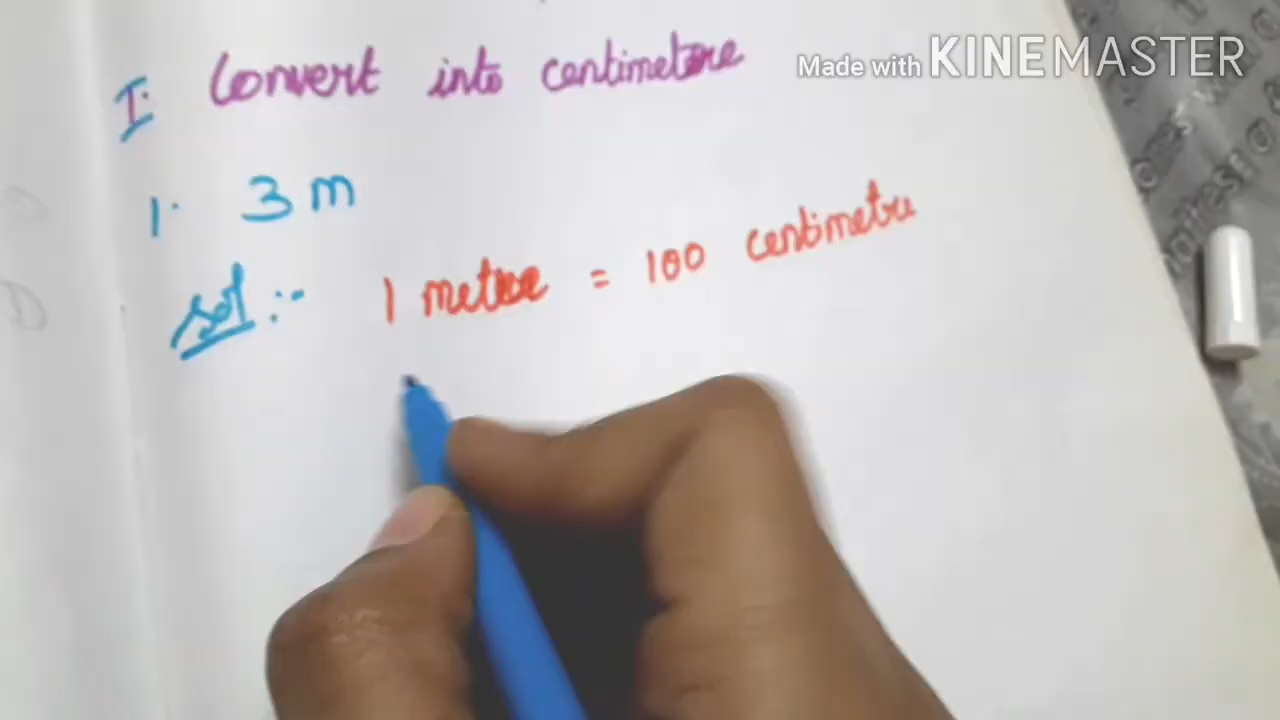 Made with KINEMASTER
I. Convert into centimetre
1. 3 m
Sol:- 1 metre = 100 centimetre